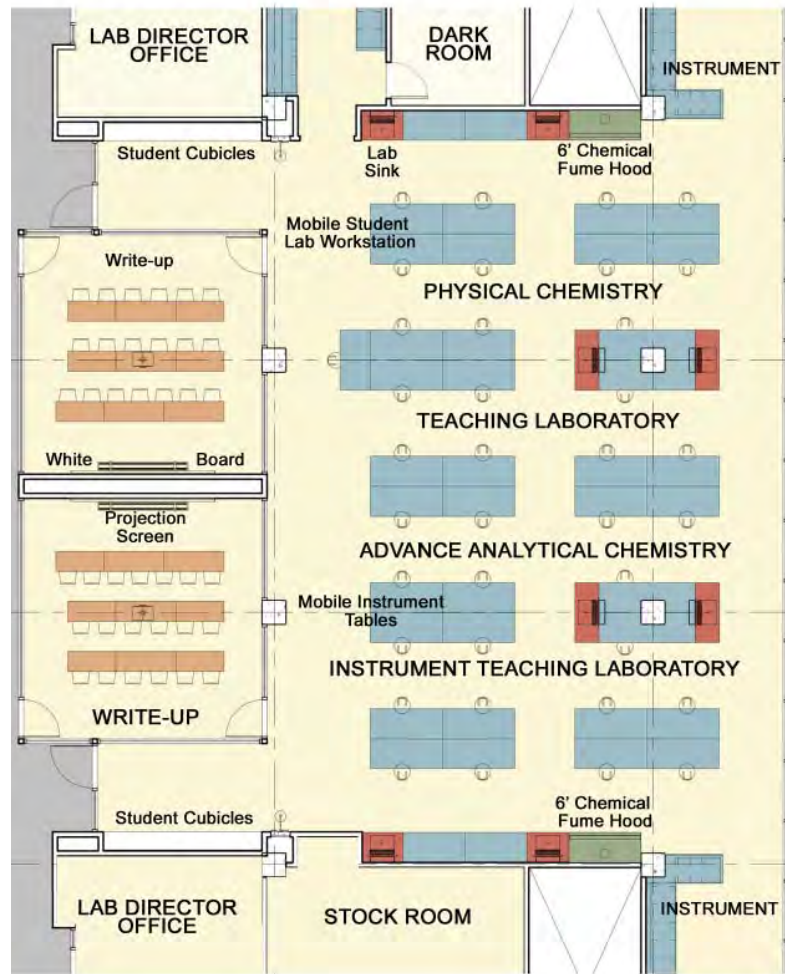 LAB DIRECTOR
OFFICE
DARK
ROOM
INSTRUMENT
Student Cubicles
Lab
Sink
6' Chemical
Fume Hood
Mobile Student
Lab Workstation
Write-up
PHYSICAL CHEMISTRY
TEACHING LABORATORY
White Board
Projection
Screen
ADVANCE ANALYTICAL CHEMISTRY
Mobile Instrument
Tables
INSTRUMENT TEACHING LABORATORY
WRITE-UP
Student Cubicles
6' Chemical
Fume Hood
LAB DIRECTOR
OFFICE
STOCK ROOM
INSTRUMENT